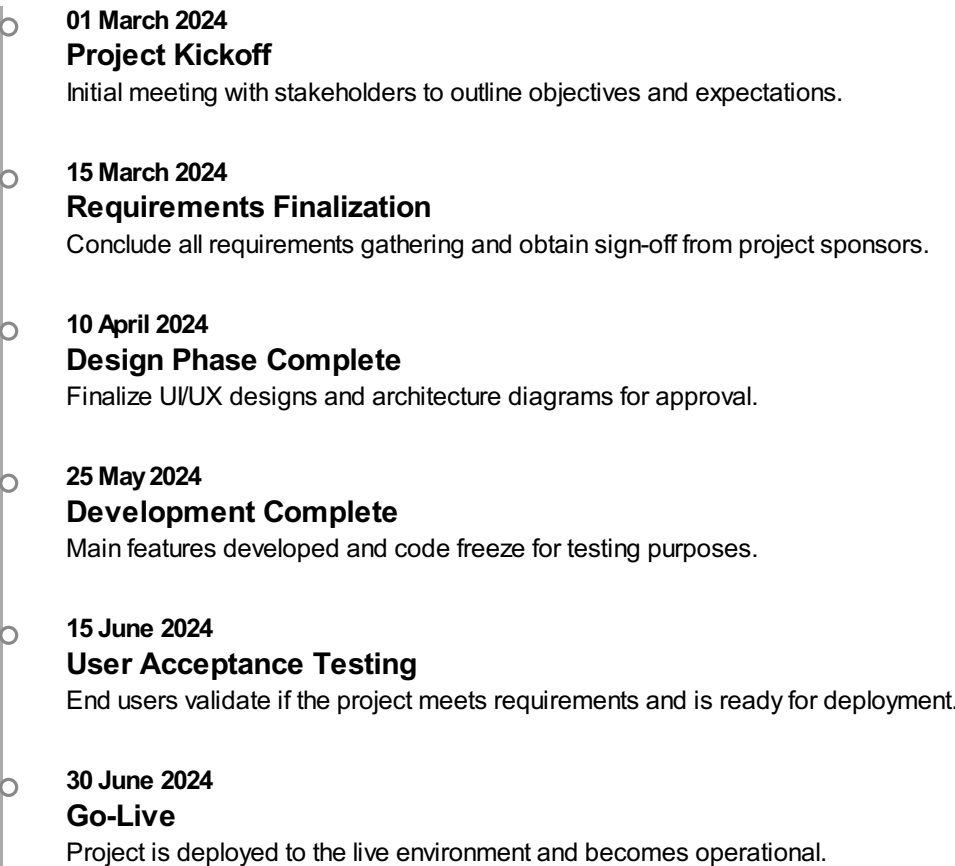 01 March 2024
Project Kickoff
Initial meeting with stakeholders to outline objectives and expectations.
15 March 2024
Requirements Finalization
Conclude all requirements gathering and obtain sign-off from project sponsors.
10 April 2024
Design Phase Complete
Finalize UI/UX designs and architecture diagrams for approval.
25 May 2024
Development Complete
Main features developed and code freeze for testing purposes.
15 June 2024
User Acceptance Testing
End users validate if the project meets requirements and is ready for deployment.
30 June 2024
Go-Live
Project is deployed to the live environment and becomes operational.